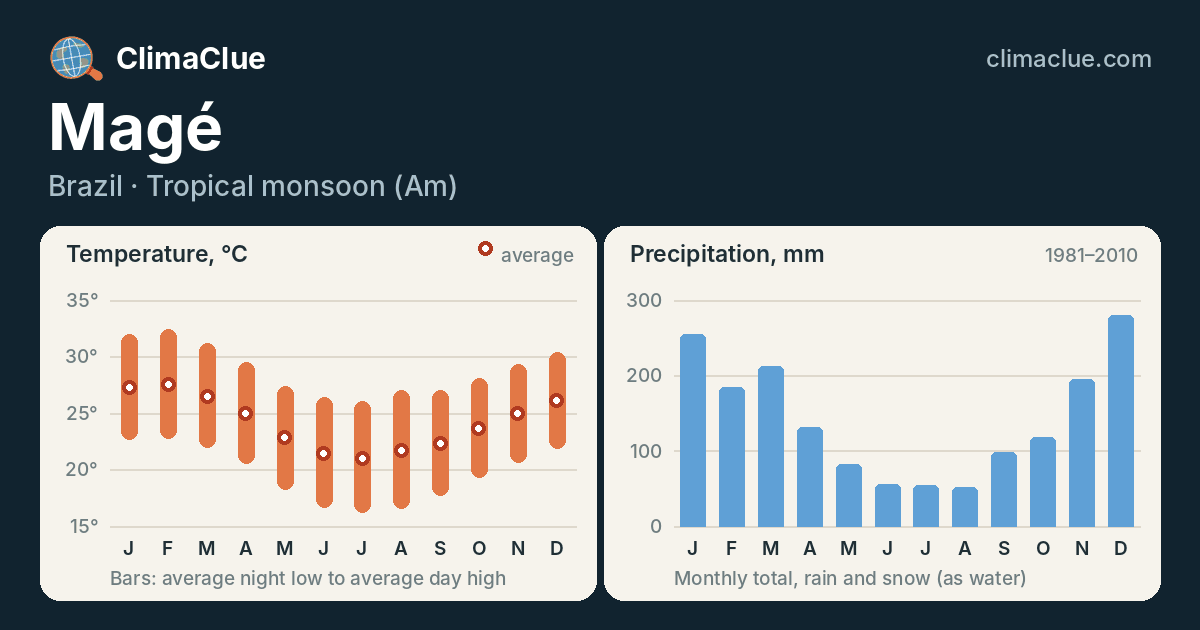 ClimaClue
climaclue.com
Magé
Brazil · Tropical monsoon (Am)
Temperature, °C
average
35°
30°
25°
20°
15°
J F M A M J J A S O N D
Bars: average night low to average day high
Precipitation, mm
1981–2010
300
200
100
0
J F M A M J J A S O N D
Monthly total, rain and snow (as water)